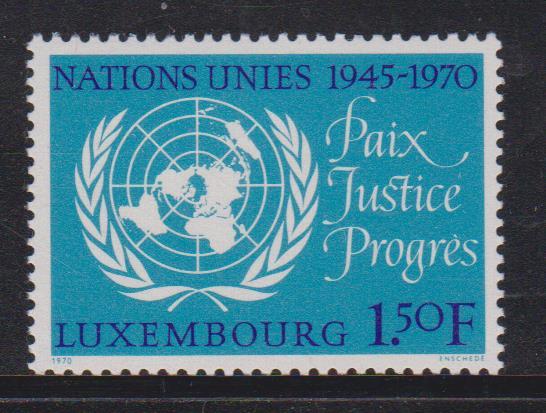 NATIONS UNIES 1945-1970
Paix
Justice
Progrès
LUXEMBOURG 1.50F
1970 ENSCHEDE